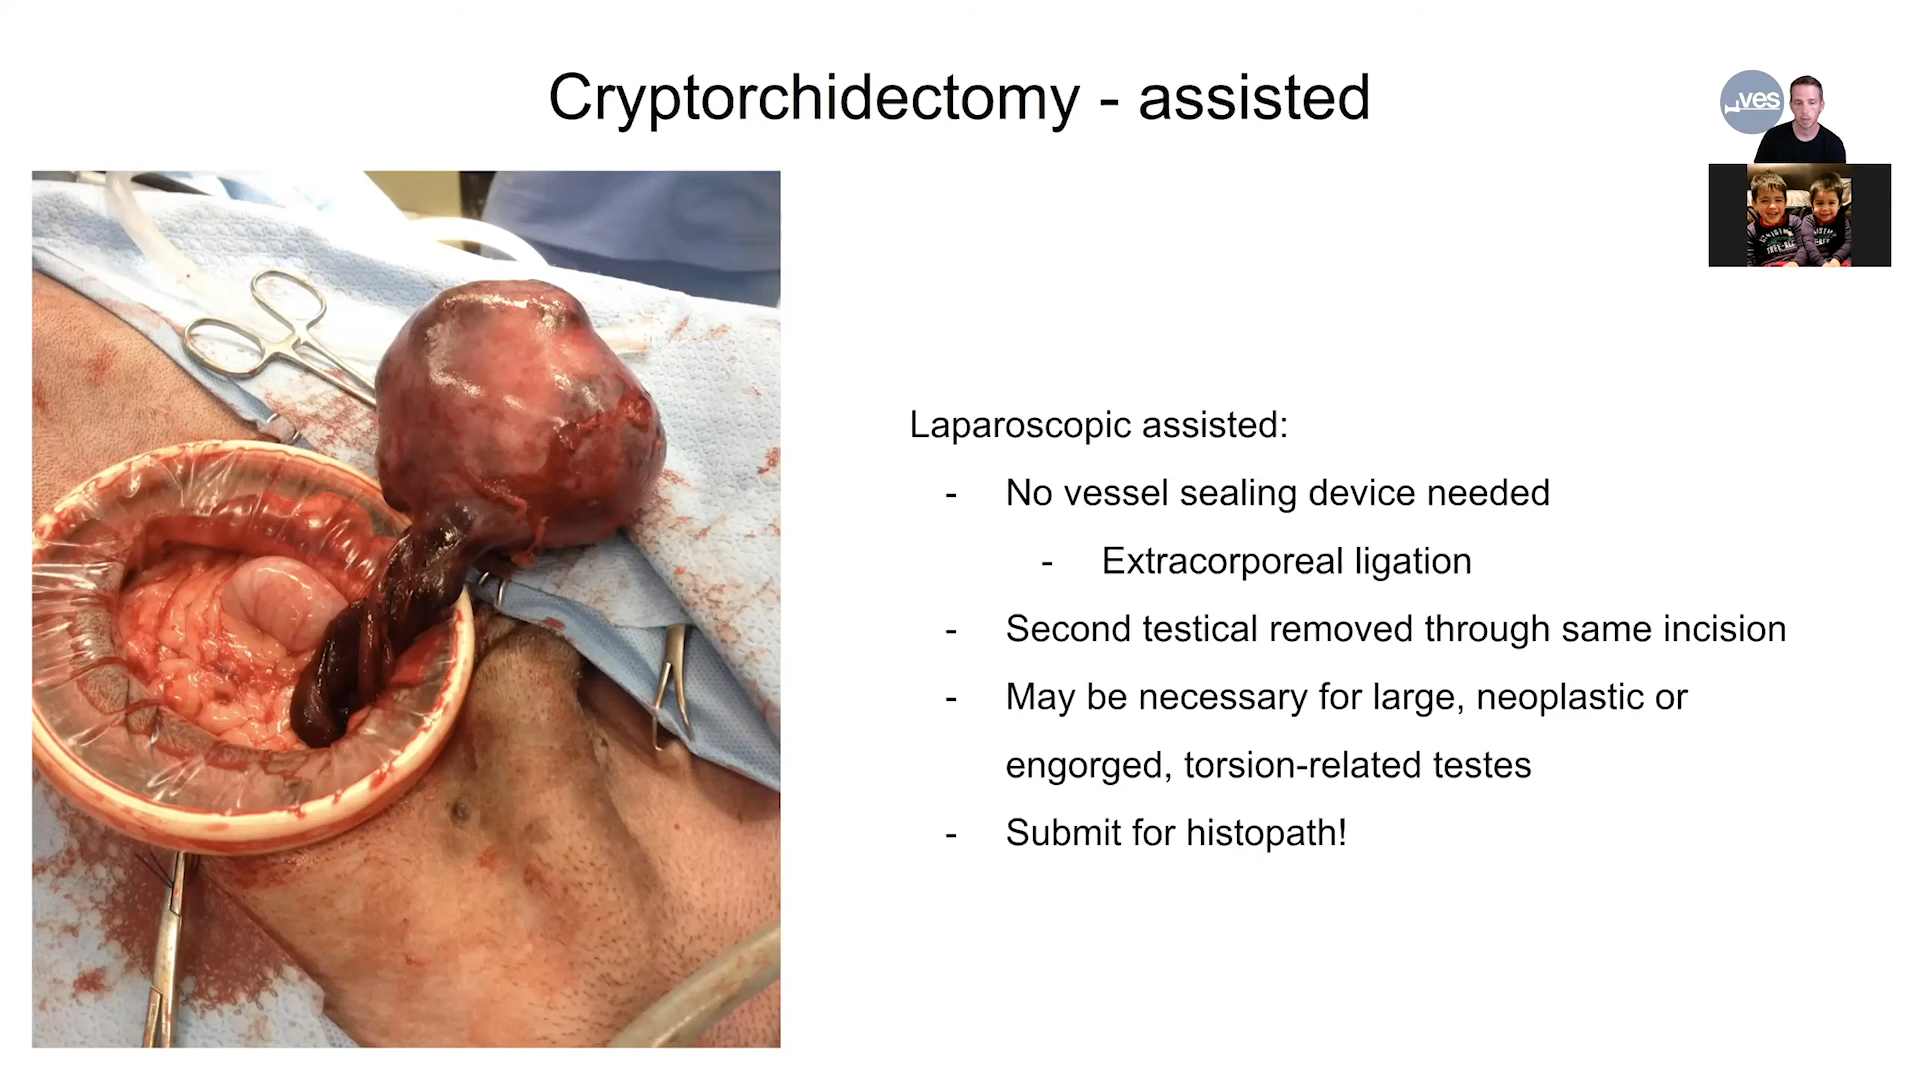 Cryptorchidectomy - assisted
ves
Laparoscopic assisted:
- No vessel sealing device needed
- Extracorporeal ligation
- Second testical removed through same incision
- May be necessary for large, neoplastic or
engorged, torsion-related testes
- Submit for histopath!